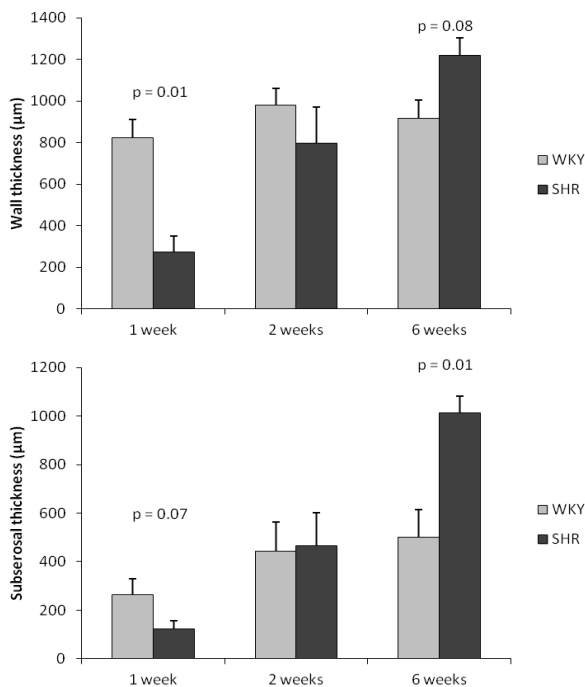 1400
1200
1000
800
600
400
200
0
Wall thickness (µm)
p = 0.01
p = 0.08
1 week
2 weeks
6 weeks
WKY
SHR
1200
1000
800
600
400
200
0
Subserosal thickness (µm)
p = 0.07
p = 0.01
1 week
2 weeks
6 weeks
WKY
SHR